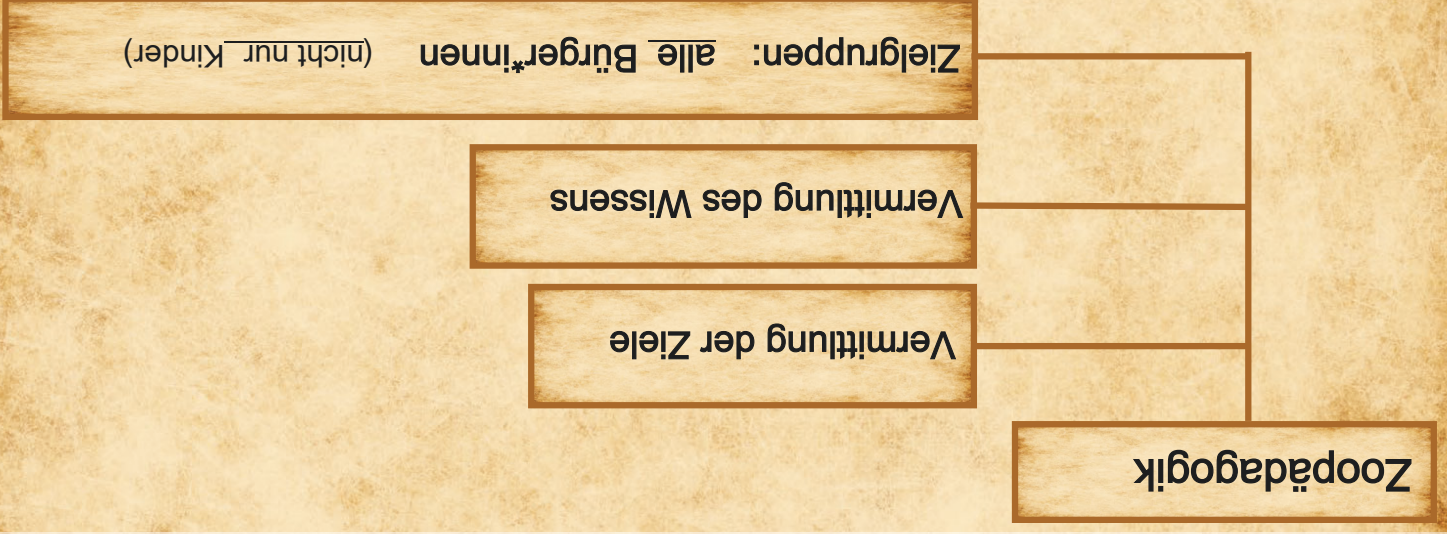 Zoopädagogik
Vermittlung der Ziele
Vermittlung des Wissens
Zielgruppen: alle Bürger*innen (nicht nur Kinder)